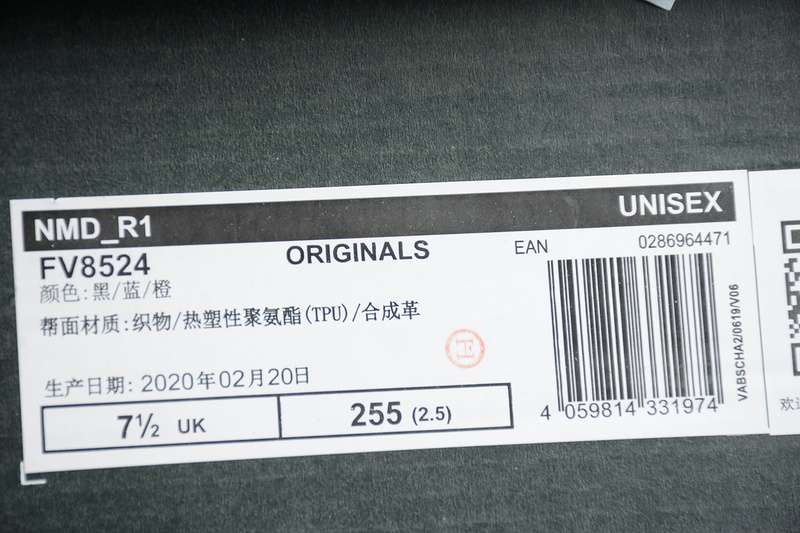 NMD_R1
UNISEX
FV8524
ORIGINALS
EAN
0286964471
颜色:黑/蓝/橙
帮面材质:织物/热塑性聚氨酯(TPU)/合成革
生产日期: 2020年02月20日
7½ UK
255 (2.5)
4 059814 331974
VABSCHA2/0619/V06
欢迎